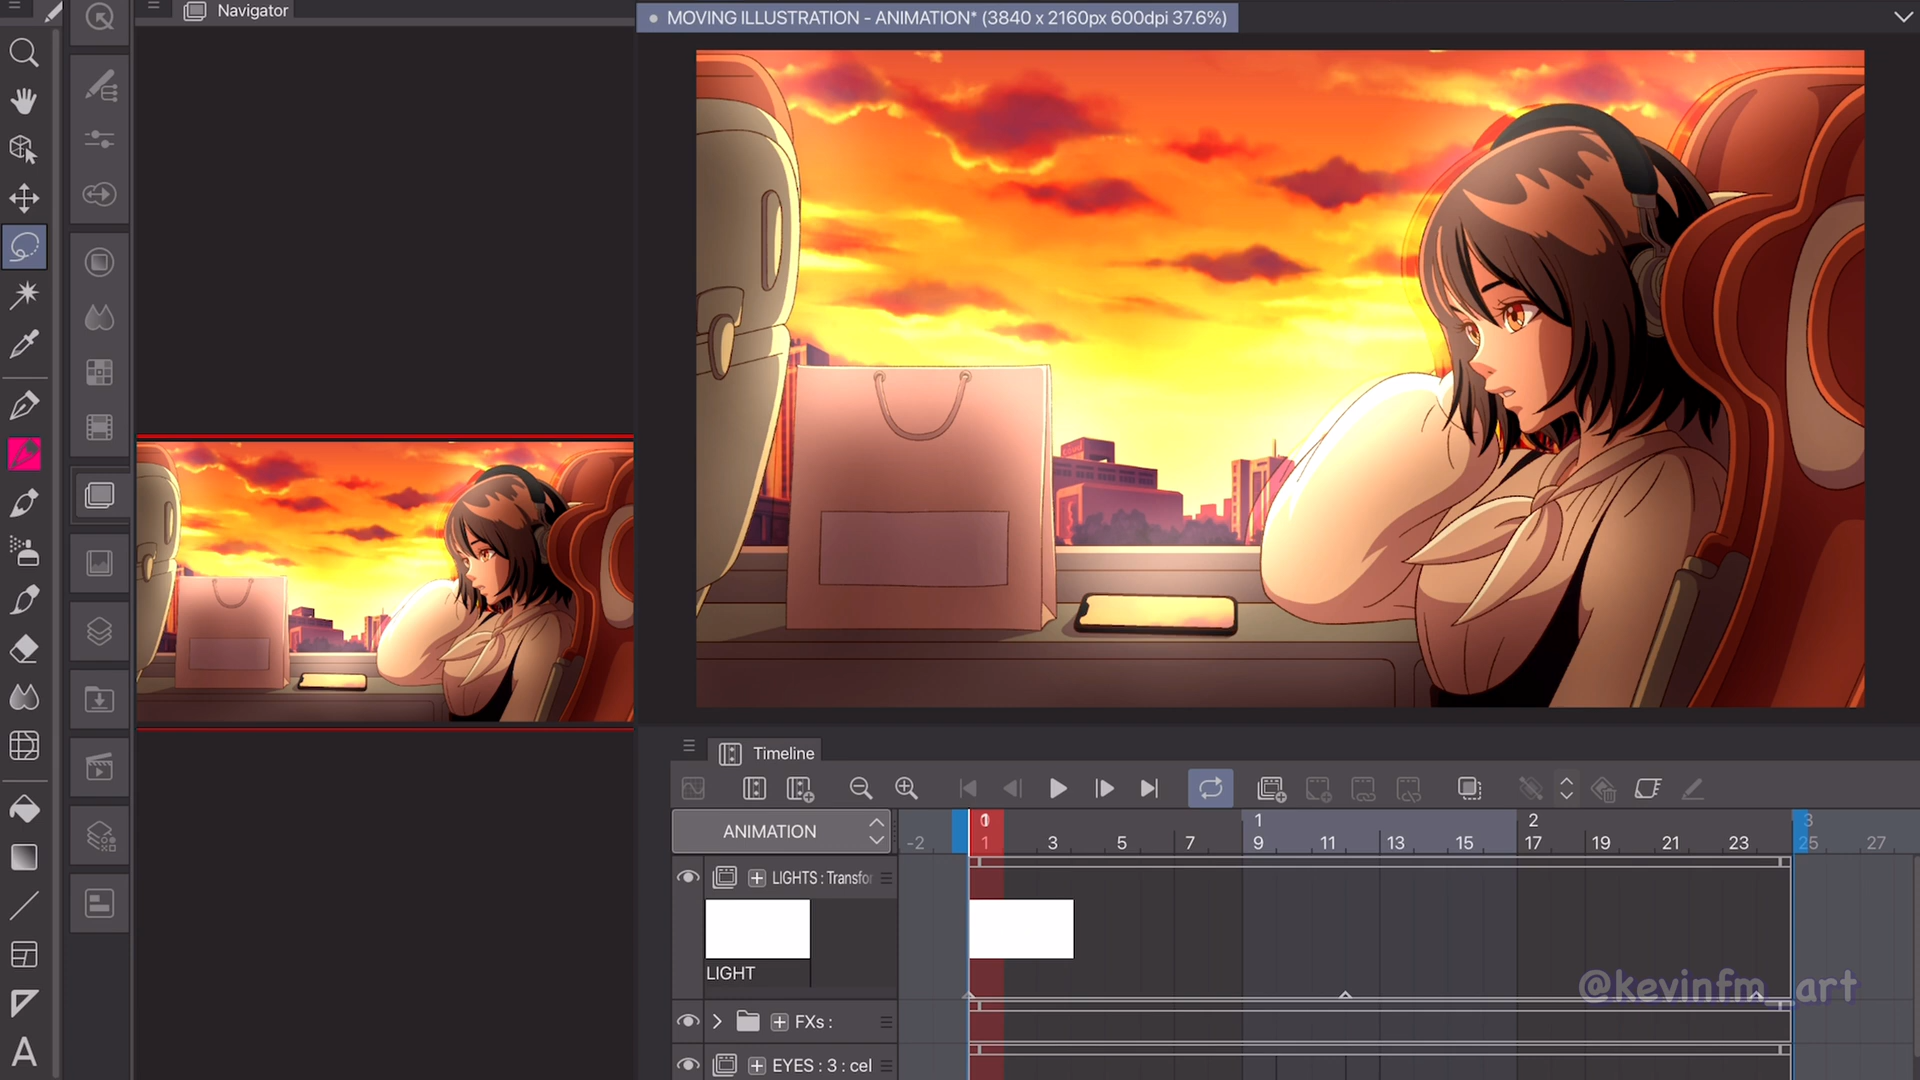 Navigator
MOVING ILLUSTRATION - ANIMATION* (3840 x 2160px 600dpi 37.6%)
Timeline
ANIMATION
0 1 2 3
-2 1 3 5 7 9 11 13 15 17 19 21 23 25 27
LIGHTS : Transfor
LIGHT
@kevinfm_art
FXs :
EYES : 3 : cel
A